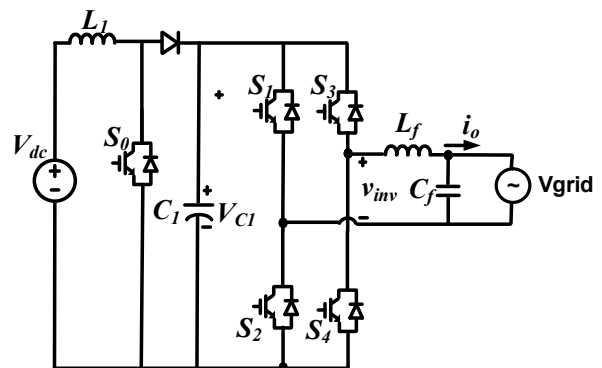 L1
S1
S3
Lf
io
S0
Vdc
+
-
+
+
-
C1
VC1
+
-
vinv
Cf
~
Vgrid
S2
S4